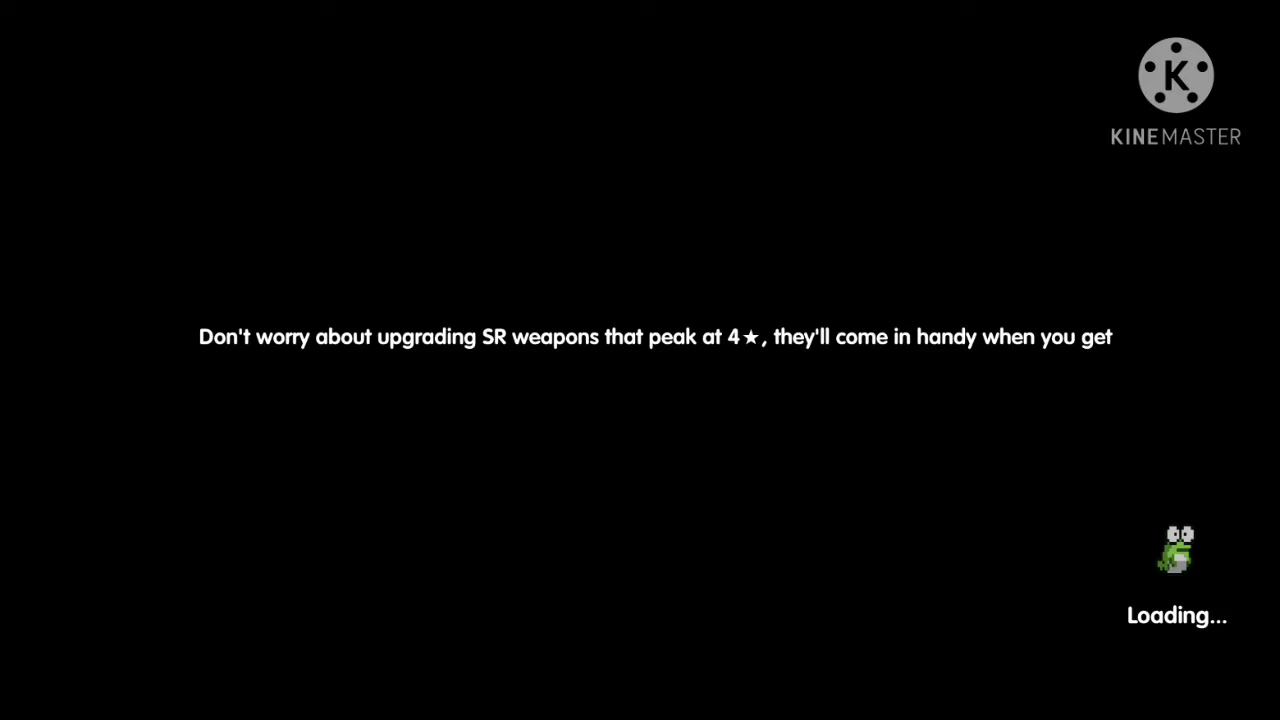 K
KINEMASTER
Don't worry about upgrading SR weapons that peak at 4★, they'll come in handy when you get
Loading...